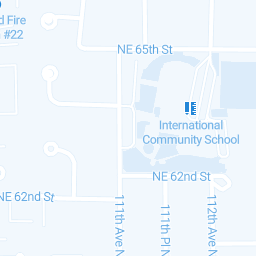 d Fire
#22
NE 65th St
International
Community School
NE 62nd St
NE 62nd St
111th Ave N
111th Pl N
112th Ave N